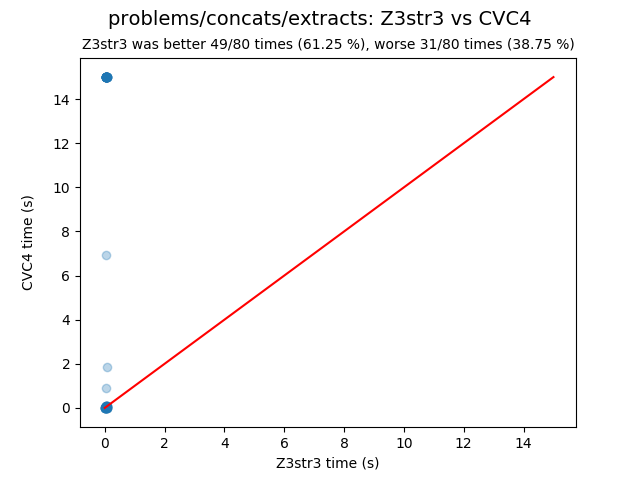 problems/concats/extracts: Z3str3 vs CVC4
Z3str3 was better 49/80 times (61.25 %), worse 31/80 times (38.75 %)
14
12
10
8
6
4
2
0
CVC4 time (s)
0 2 4 6 8 10 12 14
Z3str3 time (s)